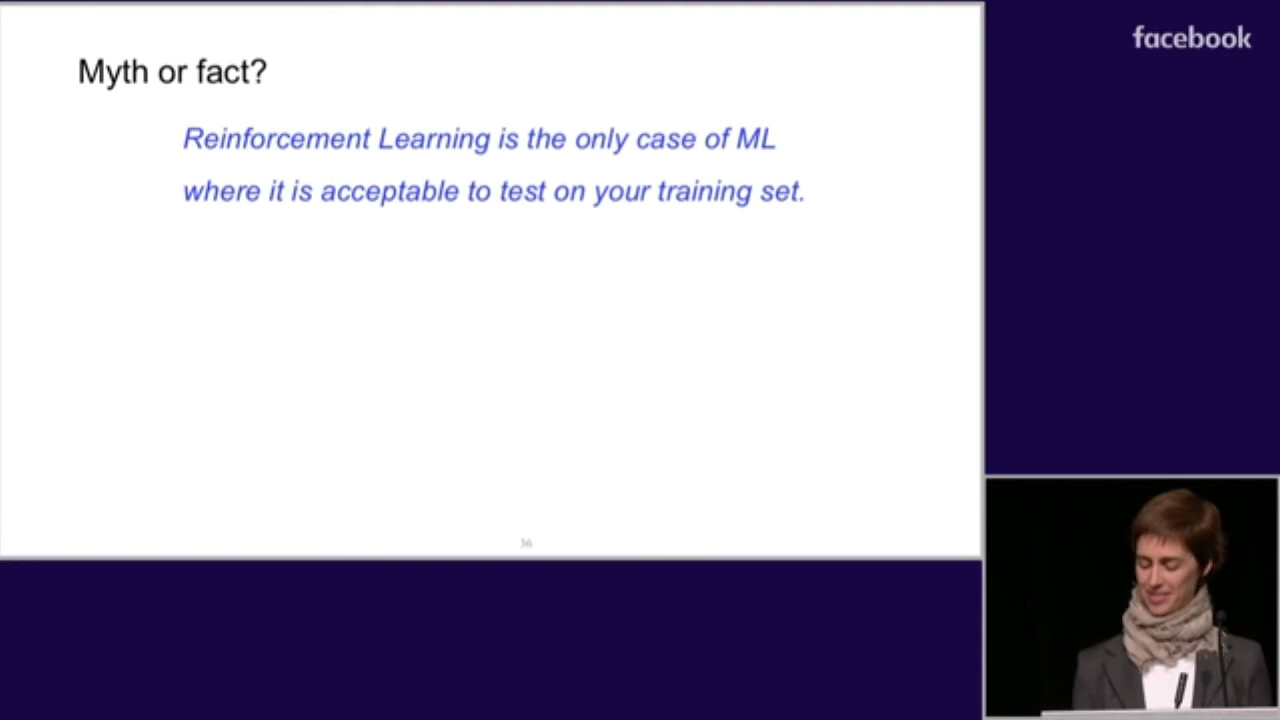 facebook
Myth or fact?
Reinforcement Learning is the only case of ML
where it is acceptable to test on your training set.
36